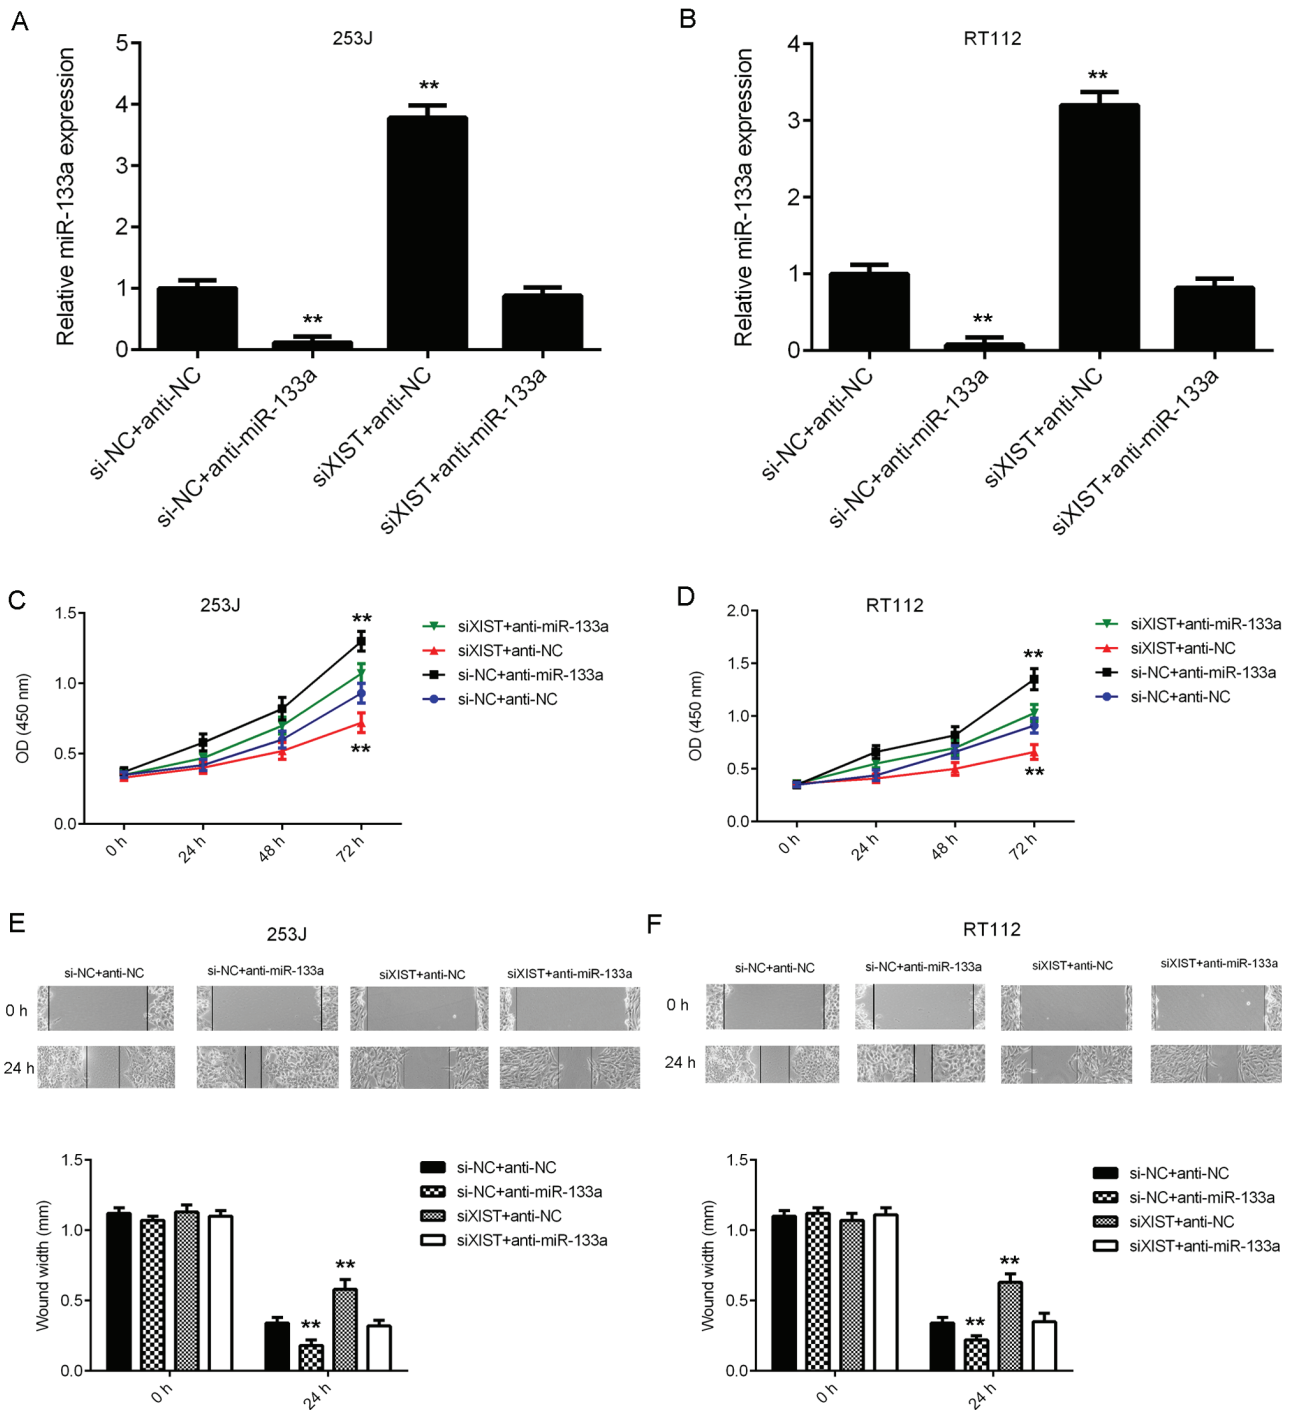 A
253J
Relative miR-133a expression
5
4
3
2
1
0
**
**
si-NC+anti-NC
si-NC+anti-miR-133a
siXIST+anti-NC
siXIST+anti-miR-133a
B
RT112
Relative miR-133a expression
4
3
2
1
0
**
**
si-NC+anti-NC
si-NC+anti-miR-133a
siXIST+anti-NC
siXIST+anti-miR-133a
C
253J
OD (450 nm)
1.5
1.0
0.5
0.0
**
**
0 h
24 h
48 h
72 h
siXIST+anti-miR-133a
siXIST+anti-NC
si-NC+anti-miR-133a
si-NC+anti-NC
D
RT112
OD (450 nm)
2.0
1.5
1.0
0.5
0.0
**
**
0 h
24 h
48 h
72 h
siXIST+anti-miR-133a
siXIST+anti-NC
si-NC+anti-miR-133a
si-NC+anti-NC
E
253J
si-NC+anti-NC
si-NC+anti-miR-133a
siXIST+anti-NC
siXIST+anti-miR-133a
0 h
24 h
Wound width (mm)
1.5
1.0
0.5
0.0
**
**
0 h
24 h
si-NC+anti-NC
si-NC+anti-miR-133a
siXIST+anti-NC
siXIST+anti-miR-133a
F
RT112
si-NC+anti-NC
si-NC+anti-miR-133a
siXIST+anti-NC
siXIST+anti-miR-133a
0 h
24 h
Wound width (mm)
1.5
1.0
0.5
0.0
**
**
0 h
24 h
si-NC+anti-NC
si-NC+anti-miR-133a
siXIST+anti-NC
siXIST+anti-miR-133a